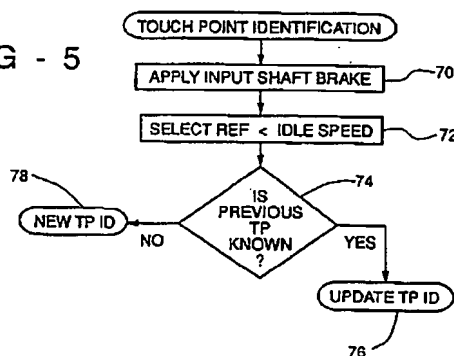 G - 5
TOUCH POINT IDENTIFICATION
APPLY INPUT SHAFT BRAKE
70
SELECT REF < IDLE SPEED
72
78
74
IS
PREVIOUS
TP
KNOWN
?
NEW TP ID
NO
YES
UPDATE TP ID
76